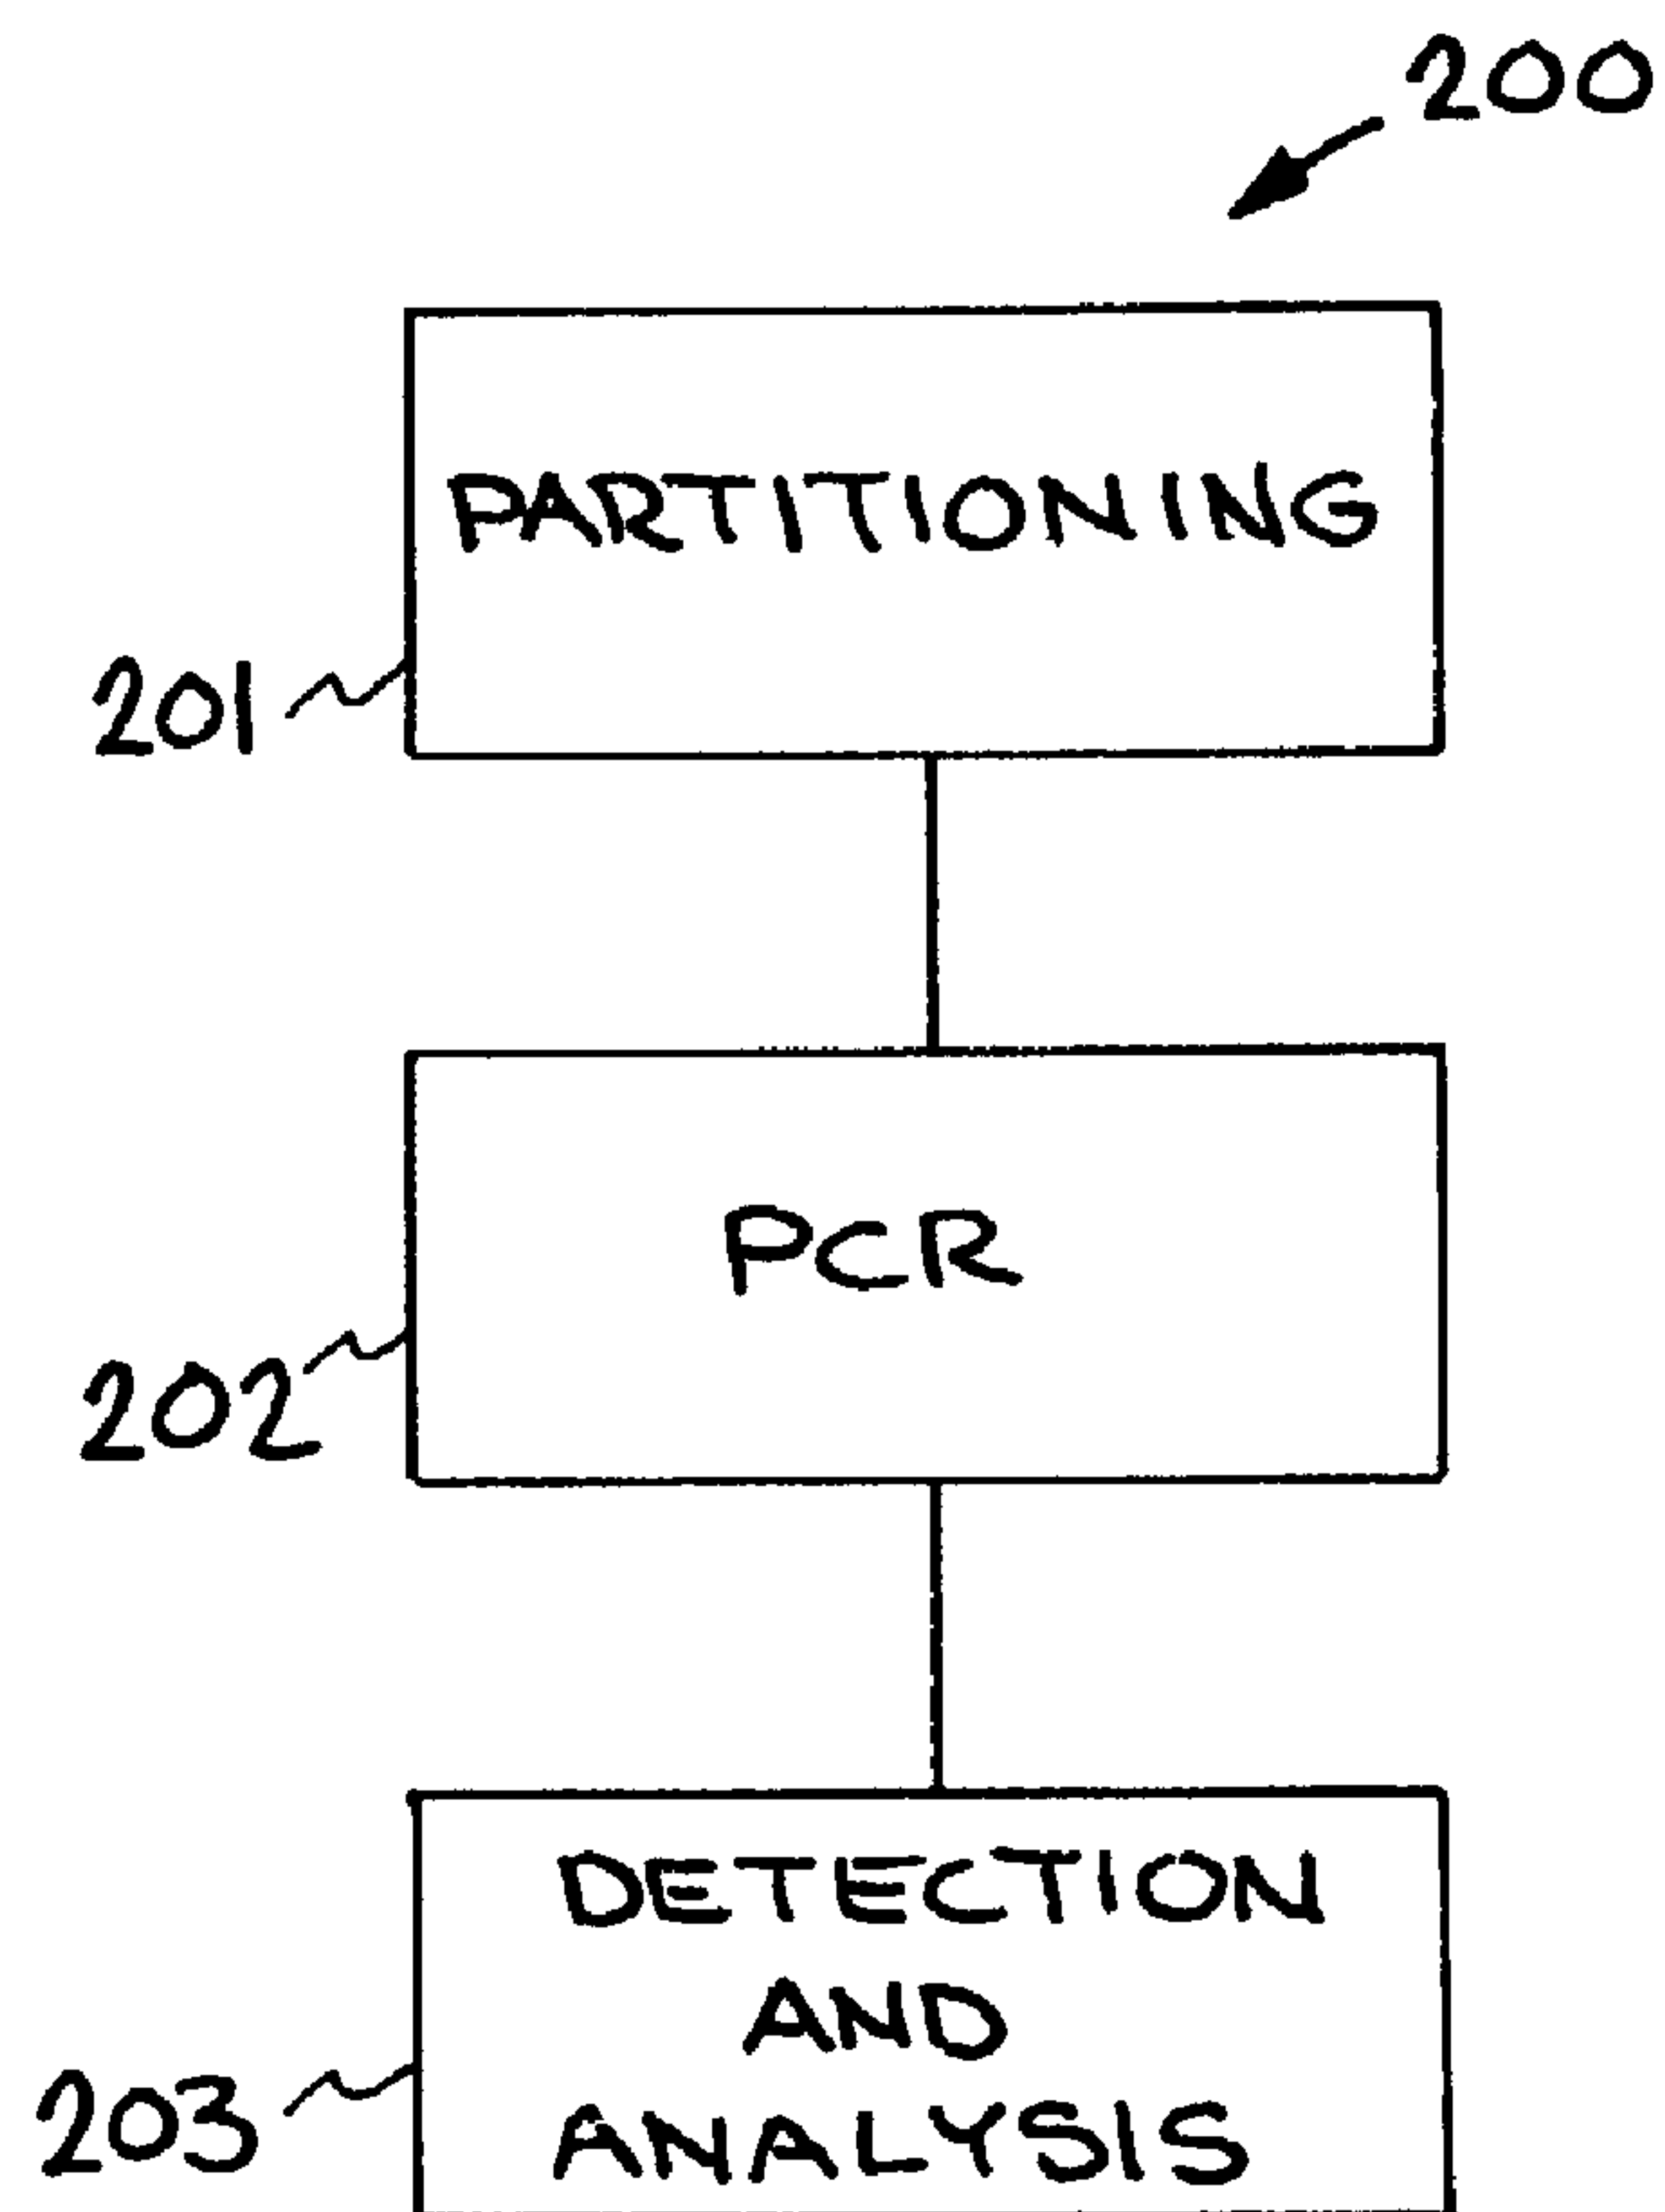 200
PARTITIONING
201
PCR
202
DETECTION
AND
203
ANALYSIS